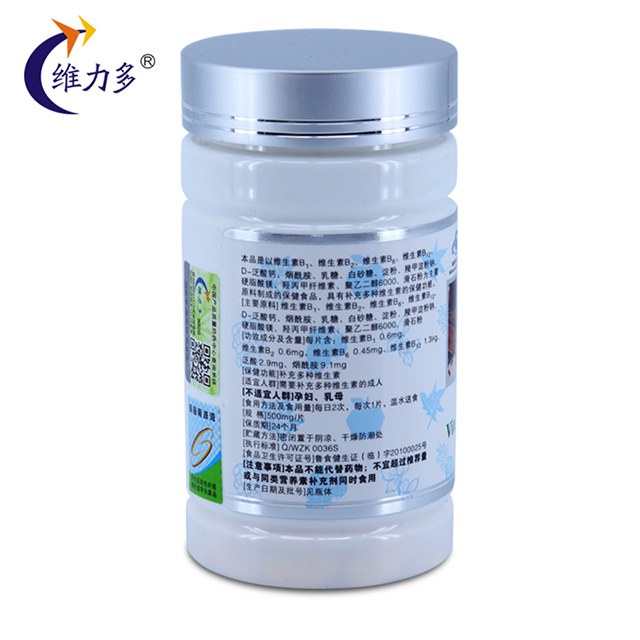 维力多®
本品是以维生素B1、维生素B2、维生素B6、维生素B12、
D-泛酸钙、烟酰胺、乳糖、白砂糖、淀粉、羧甲淀粉钠、
硬脂酸镁、羟丙甲纤维素、聚乙二醇6000、滑石粉为主要
原料制成的保健食品，具有补充多种维生素的保健功能。
[主要原料]维生素B1、维生素B2、维生素B6、维生素B12、
D-泛酸钙、烟酰胺、乳糖、白砂糖、淀粉、羧甲淀粉钠、
硬脂酸镁、羟丙甲纤维素、聚乙二醇6000、滑石粉
[功效成分及含量]每片含：维生素B1 0.6mg、
维生素B2 0.6mg、维生素B6 0.45mg、维生素B12 1.3μg、
泛酸2.9mg、烟酰胺9.1mg
[保健功能]补充多种维生素
[适宜人群]需要补充多种维生素的成人
[不适宜人群]孕妇、乳母
[食用方法及食用量]每日2次，每次1片，温水送食
[规 格]500mg/片
[保质期]24个月
[贮藏方法]密闭置于阴凉、干燥防潮处
[执行标准] Q/WZK 0036S
[食品卫生许可证号]鲁食健生证（临）字20100025号
[注意事项]本品不能代替药物；不宜超过推荐量
或与同类营养素补充剂同时食用
[生产日期及批号]见瓶体